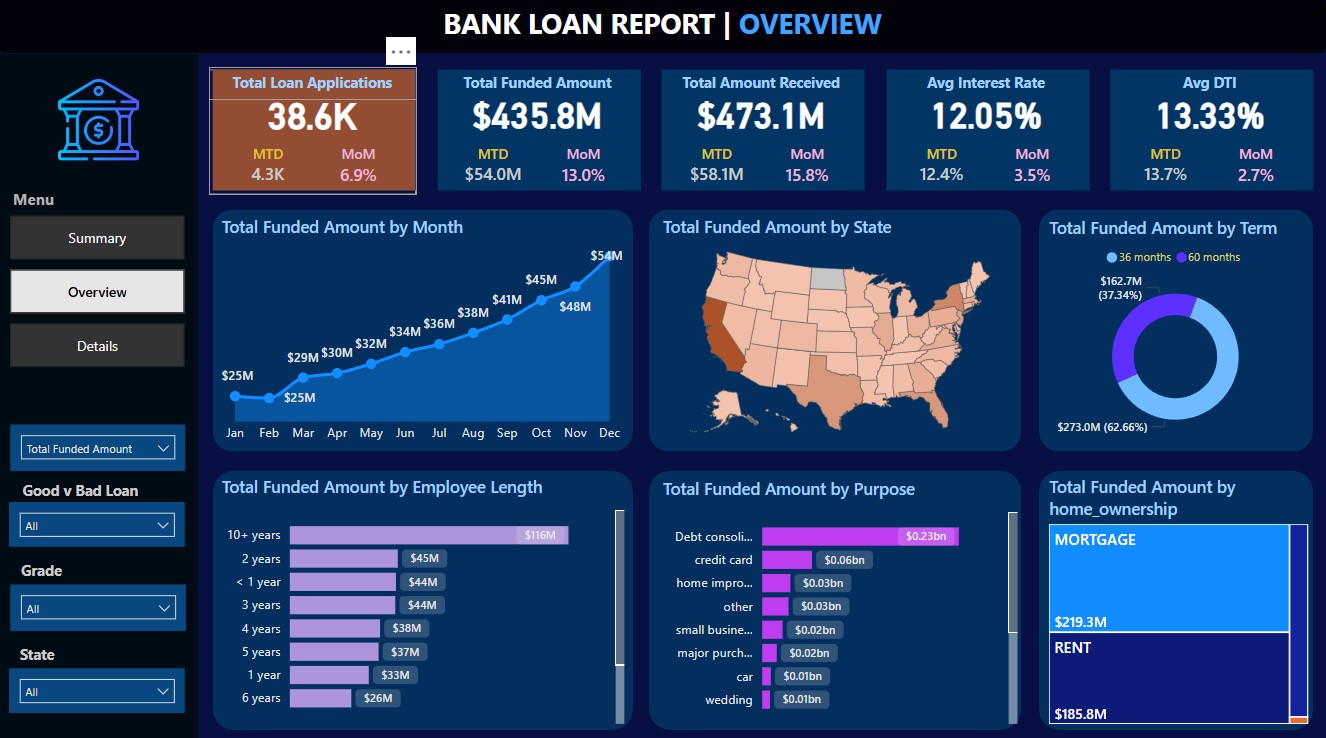 BANK LOAN REPORT | OVERVIEW
Total Loan Applications
38.6K
MTD MoM
4.3K 6.9%
Total Funded Amount
$435.8M
MTD MoM
$54.0M 13.0%
Total Amount Received
$473.1M
MTD MoM
$58.1M 15.8%
Avg Interest Rate
12.05%
MTD MoM
12.4% 3.5%
Avg DTI
13.33%
MTD MoM
13.7% 2.7%
$
Menu
Summary
Overview
Details
Total Funded Amount
Good v Bad Loan
All
Grade
All
State
All
Total Funded Amount by Month
$25M
$25M
$29M
$30M
$32M
$34M
$36M
$38M
$41M
$45M
$48M
$54M
Jan Feb Mar Apr May Jun Jul Aug Sep Oct Nov Dec
Total Funded Amount by State
Total Funded Amount by Term
36 months 60 months
$162.7M
(37.34%)
$273.0M (62.66%)
Total Funded Amount by Employee Length
10+ years $116M
2 years $45M
< 1 year $44M
3 years $44M
4 years $38M
5 years $37M
1 year $33M
6 years $26M
Total Funded Amount by Purpose
Debt consoli... $0.23bn
credit card $0.06bn
home impro... $0.03bn
other $0.03bn
small busine... $0.02bn
major purch... $0.02bn
car $0.01bn
wedding $0.01bn
Total Funded Amount by
home_ownership
MORTGAGE
$219.3M
RENT
$185.8M